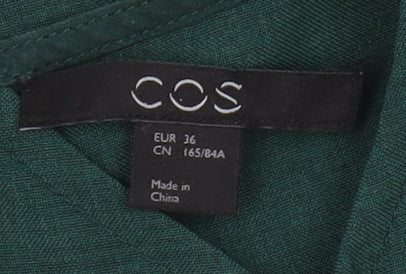 COS
EUR 36
CN 165/84A
Made in
China